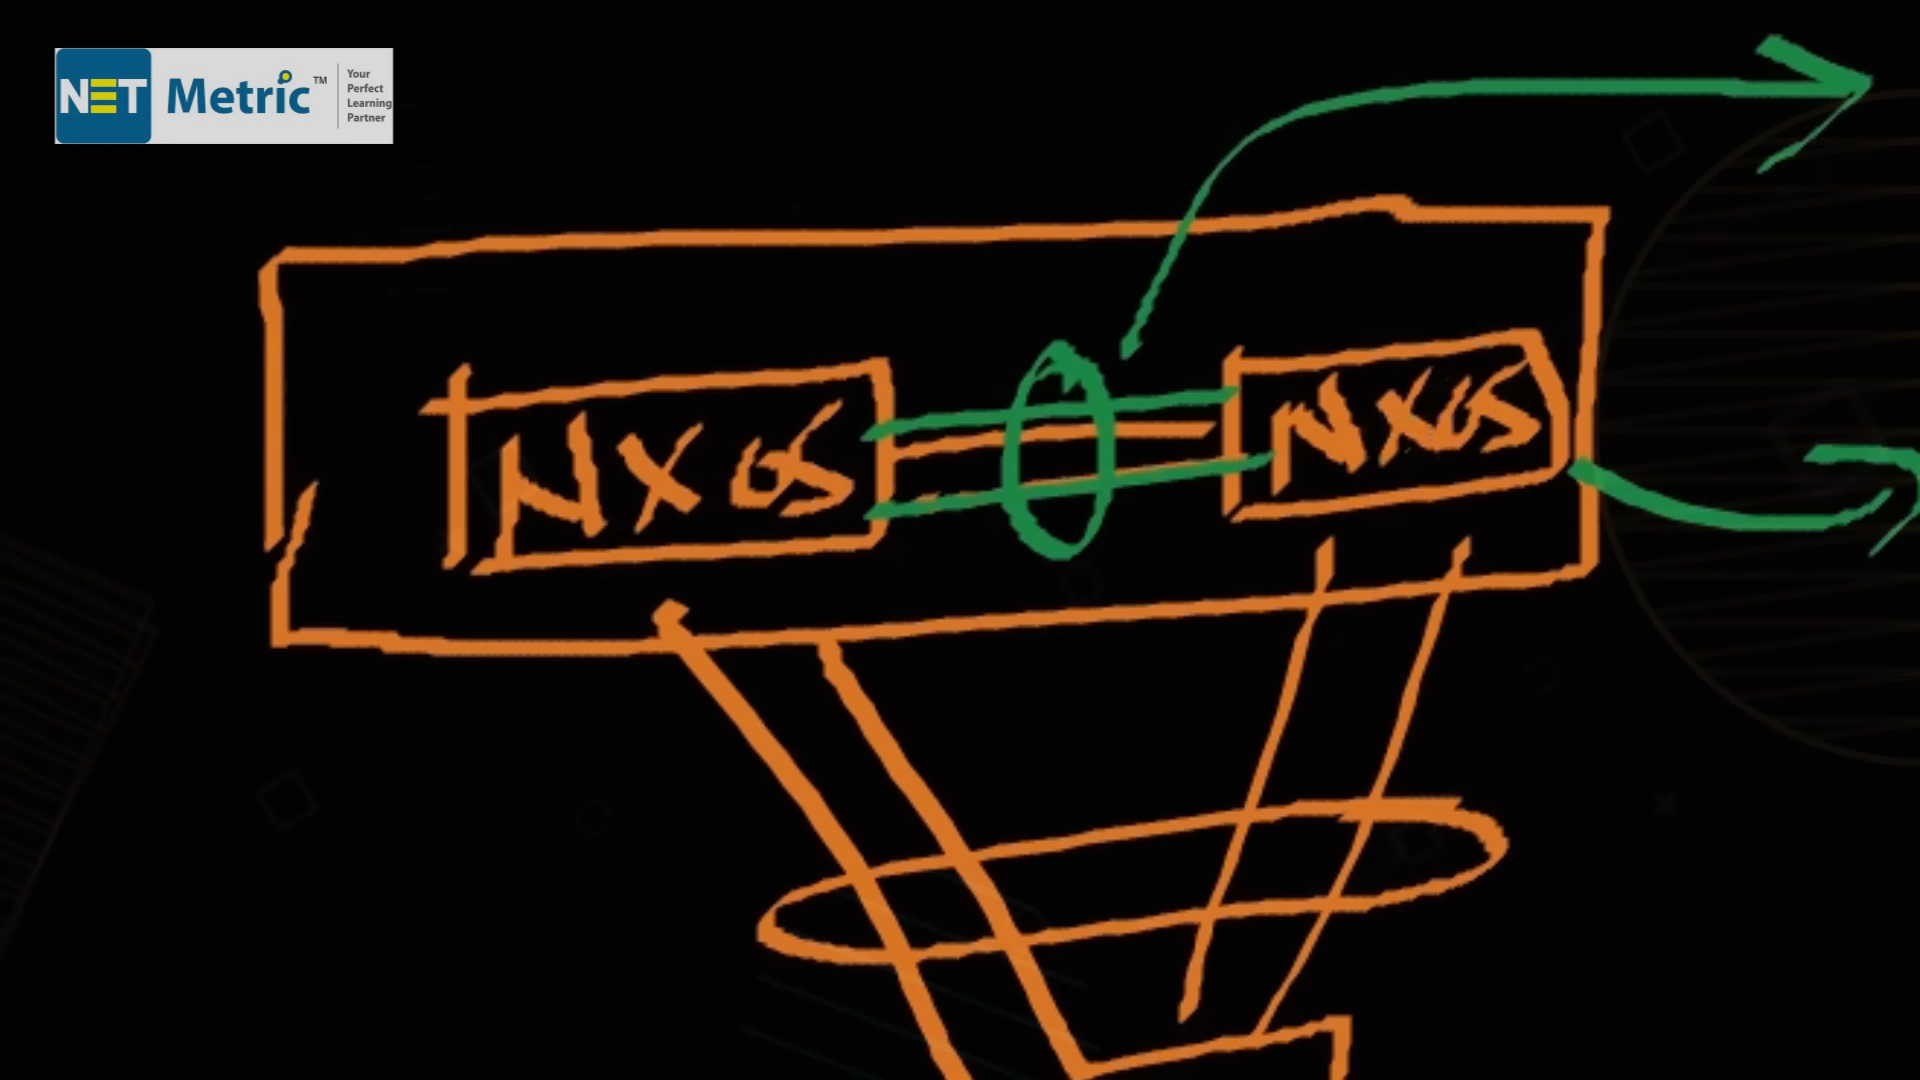 NET Metric™
Your
Perfect
Learning
Partner
NXOS
NXOS